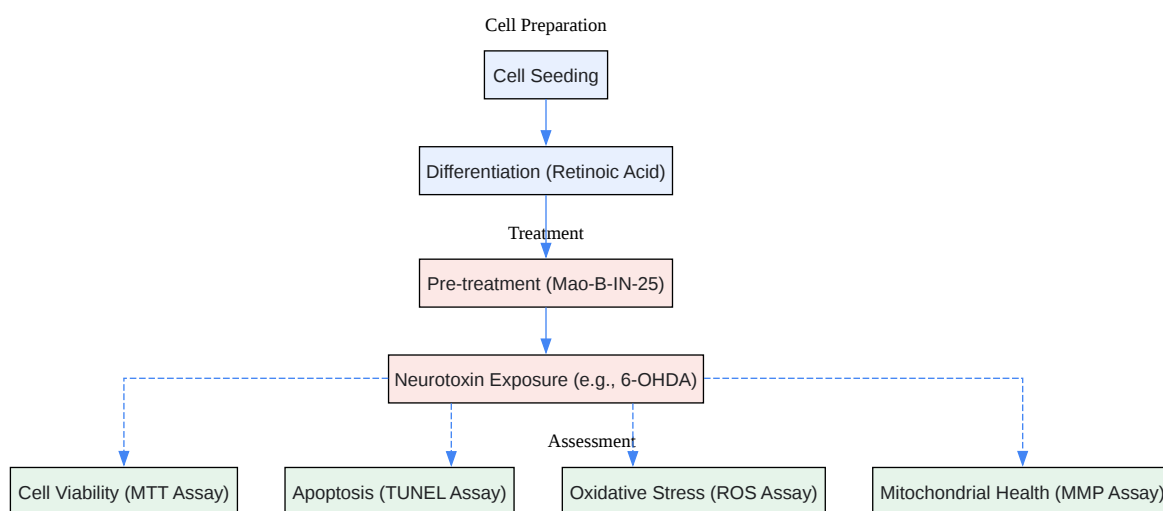 Cell Preparation
Cell Seeding
Differentiation (Retinoic Acid)
Treatment
Pre-treatment (Mao-B-IN-25)
Neurotoxin Exposure (e.g., 6-OHDA)
Assessment
Cell Viability (MTT Assay)
Apoptosis (TUNEL Assay)
Oxidative Stress (ROS Assay)
Mitochondrial Health (MMP Assay)